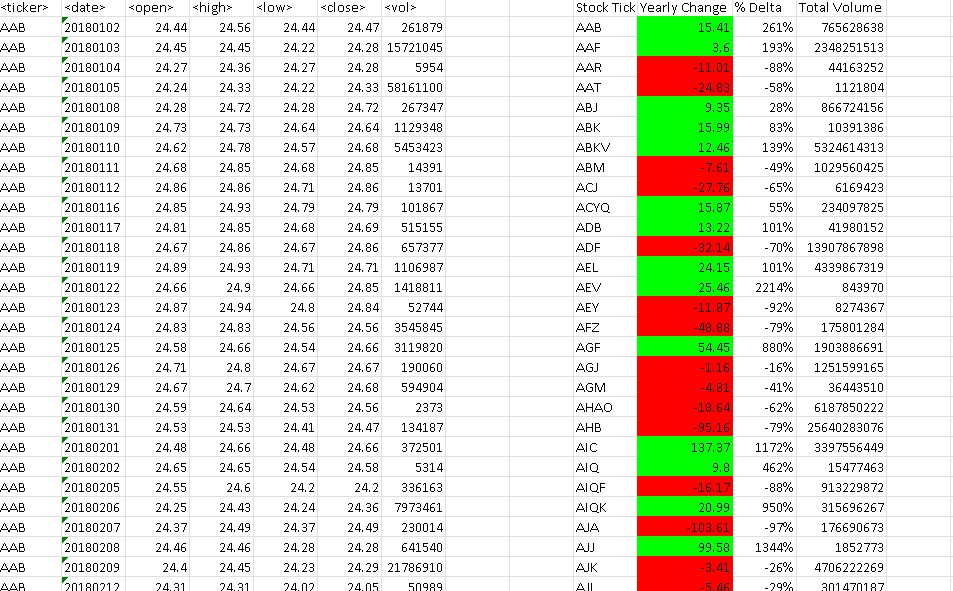 <ticker> <date> <open> <high> <low> <close> <vol> Stock Tick Yearly Change % Delta Total Volume
AAB 20180102 24.44 24.56 24.44 24.47 261879 AAB 15.41 261% 765628638
AAB 20180103 24.45 24.45 24.22 24.28 15721045 AAF 3.6 193% 2348251513
AAB 20180104 24.27 24.36 24.27 24.28 5954 AAR -11.01 -88% 44163252
AAB 20180105 24.24 24.33 24.22 24.33 58161100 AAT -24.83 -58% 1121804
AAB 20180108 24.28 24.72 24.28 24.72 267347 ABJ 9.35 28% 866724156
AAB 20180109 24.73 24.73 24.64 24.64 1129348 ABK 15.99 83% 10391386
AAB 20180110 24.62 24.78 24.57 24.68 5453423 ABKV 12.46 139% 5324614313
AAB 20180111 24.68 24.85 24.68 24.85 14391 ABM -7.61 -49% 1029560425
AAB 20180112 24.86 24.86 24.71 24.86 13701 ACJ -27.76 -65% 6169423
AAB 20180116 24.85 24.93 24.79 24.79 101867 ACYQ 15.87 55% 234097825
AAB 20180117 24.81 24.85 24.68 24.69 515155 ADB 13.22 101% 41980152
AAB 20180118 24.67 24.86 24.67 24.86 657377 ADF -32.14 -70% 13907867898
AAB 20180119 24.89 24.93 24.71 24.71 1106987 AEL 24.15 101% 4339867319
AAB 20180122 24.66 24.9 24.66 24.85 1418811 AEV 25.46 2214% 843970
AAB 20180123 24.87 24.94 24.8 24.84 52744 AEY -11.87 -92% 8274367
AAB 20180124 24.83 24.83 24.56 24.56 3545845 AFZ -48.88 -79% 175801284
AAB 20180125 24.58 24.66 24.54 24.66 3119820 AGF 54.45 880% 1903886691
AAB 20180126 24.71 24.8 24.67 24.67 190060 AGJ -1.16 -16% 1251599165
AAB 20180129 24.67 24.7 24.62 24.68 594904 AGM -4.81 -41% 36443510
AAB 20180130 24.59 24.64 24.53 24.56 2373 AHAO -18.64 -62% 6187850222
AAB 20180131 24.53 24.53 24.41 24.47 134187 AHB -95.16 -79% 25640283076
AAB 20180201 24.48 24.66 24.48 24.66 372501 AIC 137.37 1172% 3397556449
AAB 20180202 24.65 24.65 24.54 24.58 5314 AIQ 9.8 462% 15477463
AAB 20180205 24.55 24.6 24.2 24.2 336163 AIQF -16.17 -88% 913229872
AAB 20180206 24.25 24.43 24.24 24.36 7973461 AIQK 20.99 950% 315696267
AAB 20180207 24.37 24.49 24.37 24.49 230014 AJA -103.61 -97% 176690673
AAB 20180208 24.46 24.46 24.28 24.28 641540 AJJ 99.58 1344% 1852773
AAB 20180209 24.4 24.45 24.23 24.29 21786910 AJK -3.41 -26% 4706222269
AAB 20180212 24.31 24.31 24.02 24.05 50989 -5.46 -29% 301470187